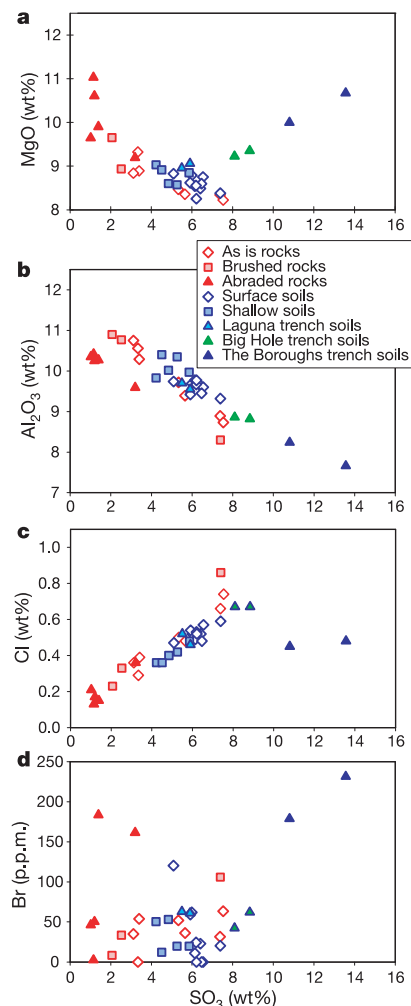 a
12
11
10
9
8
MgO (wt%)
0 2 4 6 8 10 12 14 16
As is rocks
Brushed rocks
Abraded rocks
Surface soils
Shallow soils
Laguna trench soils
Big Hole trench soils
The Boroughs trench soils
b
12
11
10
9
8
7
Al₂O₃ (wt%)
0 2 4 6 8 10 12 14 16
c
1.0
0.8
0.6
0.4
0.2
0.0
Cl (wt%)
0 2 4 6 8 10 12 14 16
d
250
200
150
100
50
0
Br (p.p.m.)
0 2 4 6 8 10 12 14 16
SO₃ (wt%)